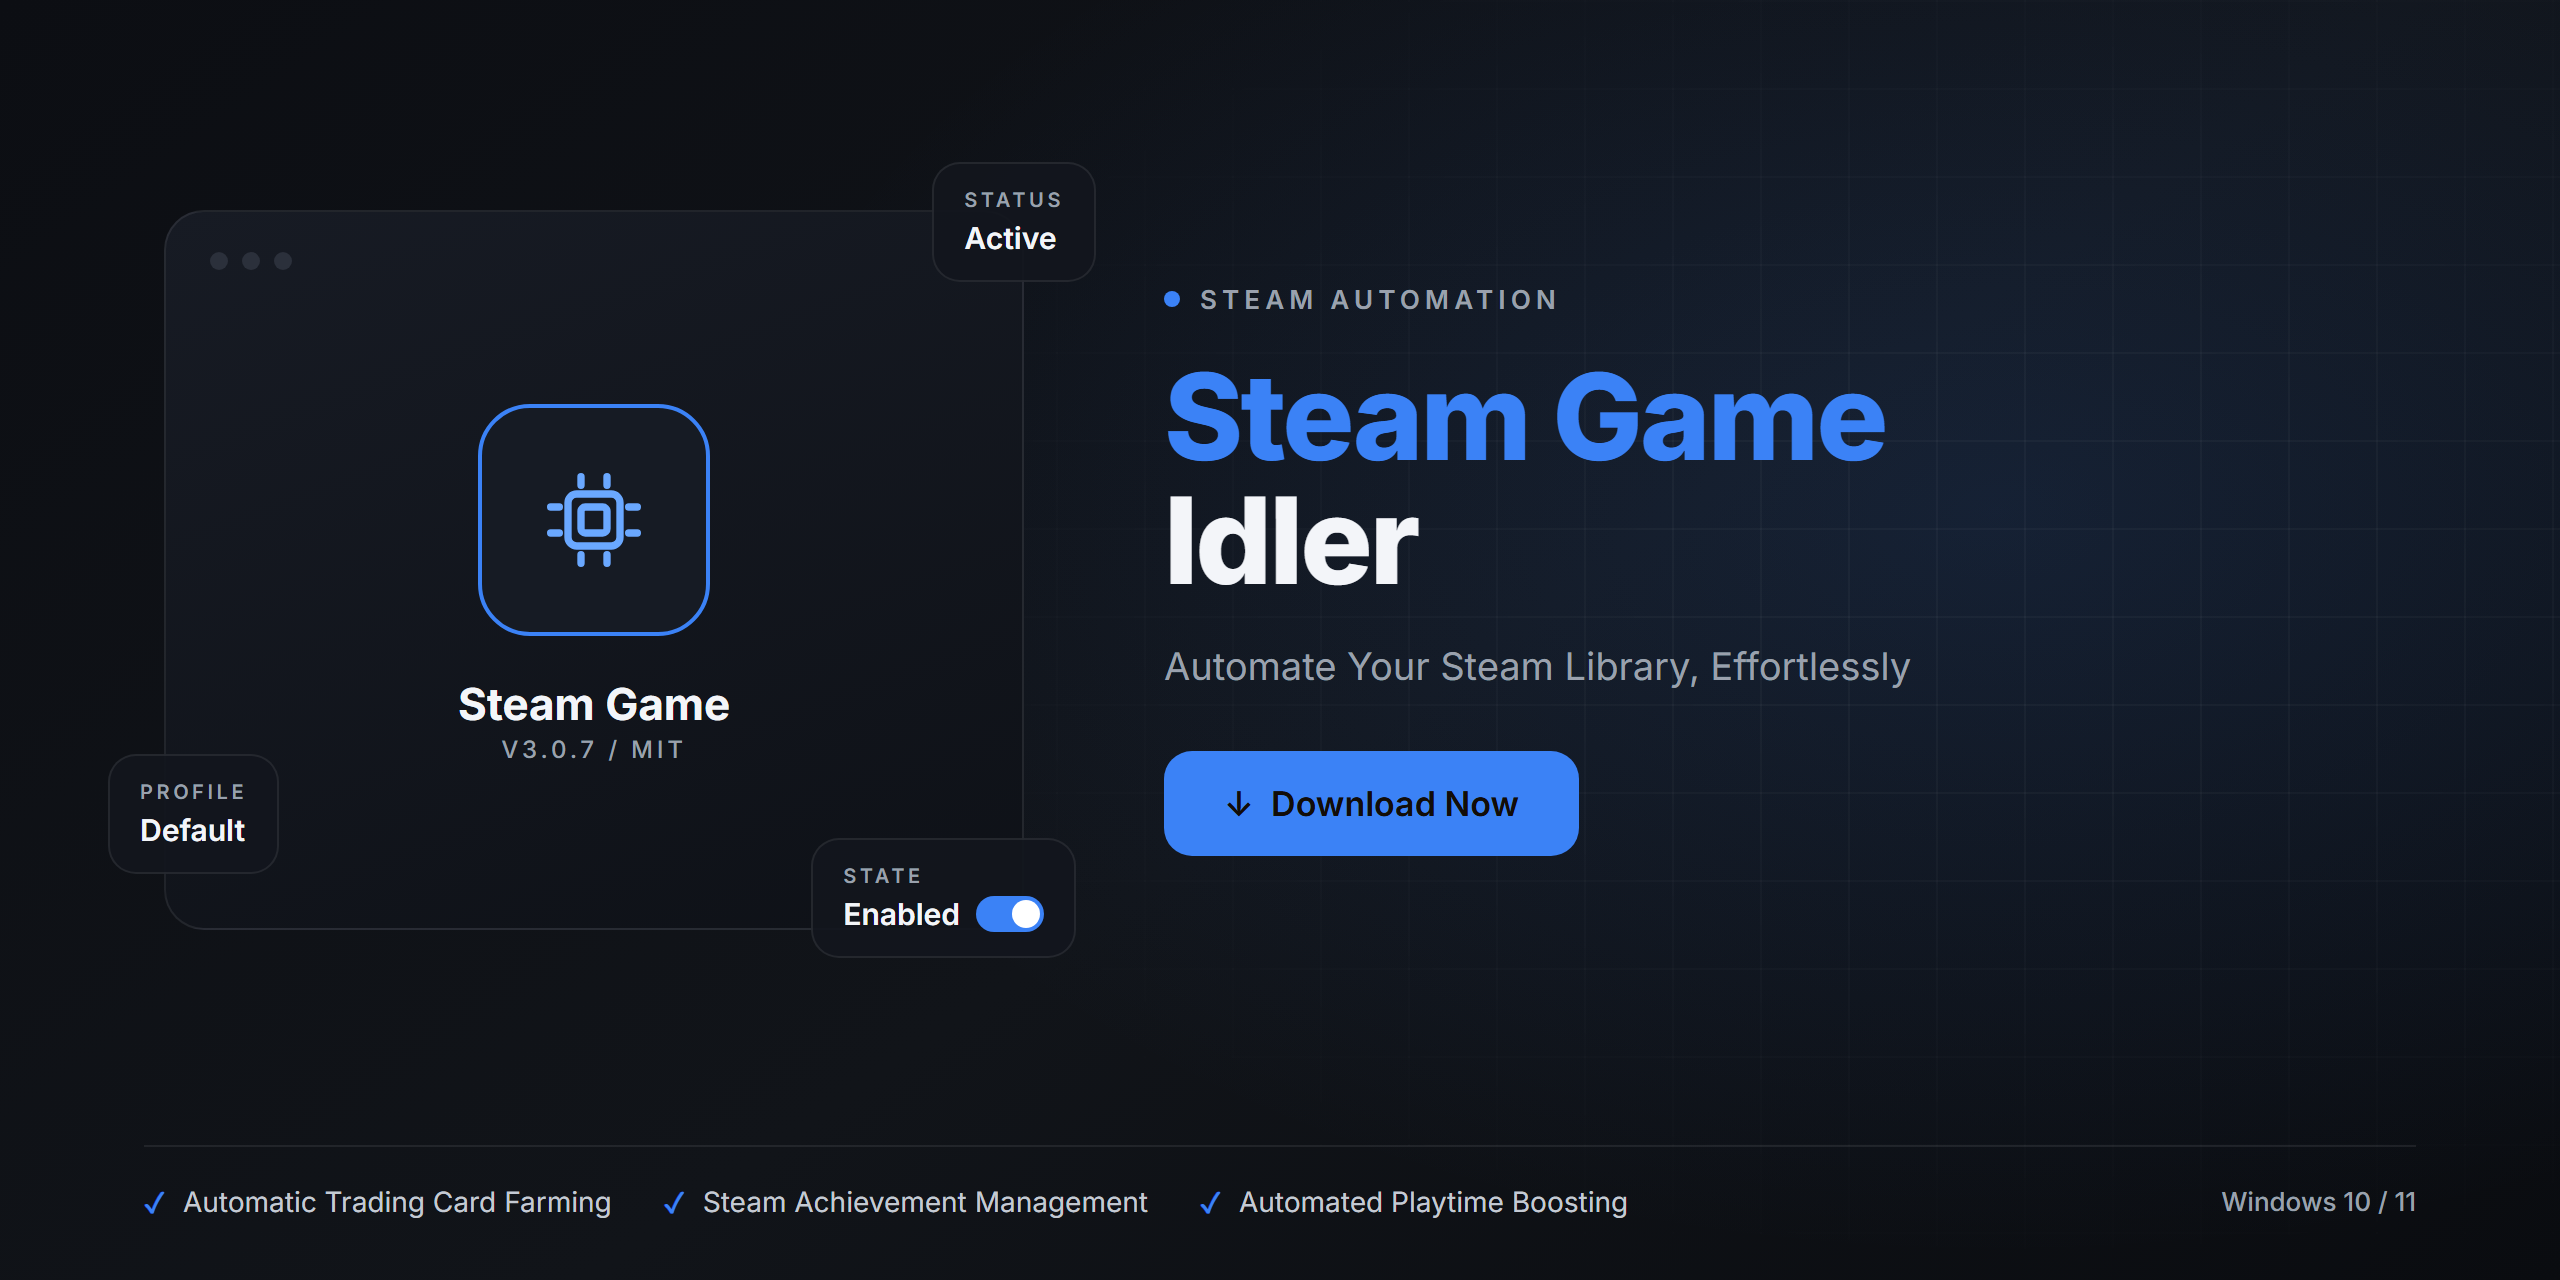 STATUS
Active
Steam Game
V3.0.7 / MIT
PROFILE
Default
STATE
Enabled
STEAM AUTOMATION
Steam Game
Idler
Automate Your Steam Library, Effortlessly
↓ Download Now
✓ Automatic Trading Card Farming
✓ Steam Achievement Management
✓ Automated Playtime Boosting
Windows 10 / 11